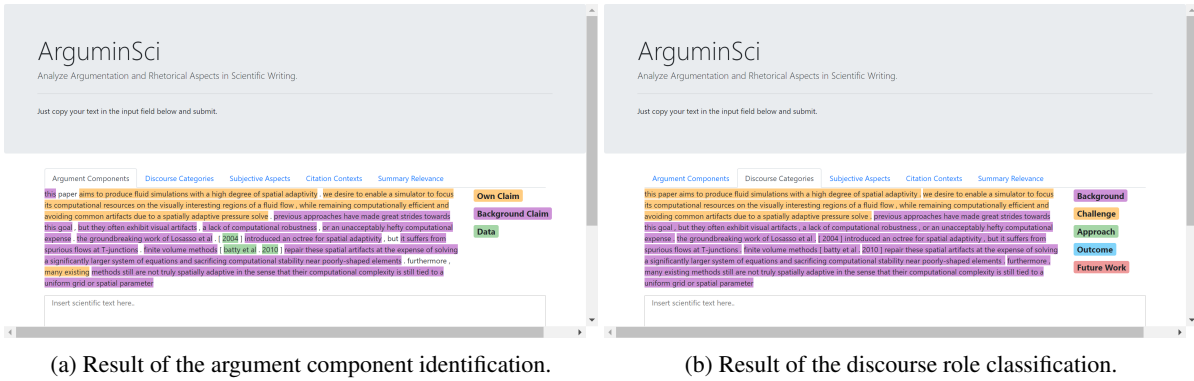 ArguminSci
Analyze Argumentation and Rhetorical Aspects in Scientific Writing.
Just copy your text in the input field below and submit.
Argument Components Discourse Categories Subjective Aspects Citation Contexts Summary Relevance
this paper aims to produce fluid simulations with a high degree of spatial adaptivity . we desire to enable a simulator to focus
its computational resources on the visually interesting regions of a fluid flow , while remaining computationally efficient and
avoiding common artifacts due to a spatially adaptive pressure solve . previous approaches have made great strides towards
this goal , but they often exhibit visual artifacts , a lack of computational robustness , or an unacceptably hefty computational
expense . the groundbreaking work of Losasso et al . [ 2004 ] introduced an octree for spatial adaptivity , but it suffers from
spurious flows at T-junctions . finite volume methods [ batty et al . 2010 ] repair these spatial artifacts at the expense of solving
a significantly larger system of equations and sacrificing computational stability near poorly-shaped elements . furthermore ,
many existing methods still are not truly spatially adaptive in the sense that their computational complexity is still tied to a
uniform grid or spatial parameter
Own Claim
Background Claim
Data
Insert scientific text here..
(a) Result of the argument component identification.
ArguminSci
Analyze Argumentation and Rhetorical Aspects in Scientific Writing.
Just copy your text in the input field below and submit.
Argument Components Discourse Categories Subjective Aspects Citation Contexts Summary Relevance
this paper aims to produce fluid simulations with a high degree of spatial adaptivity . we desire to enable a simulator to focus
its computational resources on the visually interesting regions of a fluid flow , while remaining computationally efficient and
avoiding common artifacts due to a spatially adaptive pressure solve . previous approaches have made great strides towards
this goal , but they often exhibit visual artifacts , a lack of computational robustness , or an unacceptably hefty computational
expense . the groundbreaking work of Losasso et al . [ 2004 ] introduced an octree for spatial adaptivity , but it suffers from
spurious flows at T-junctions . finite volume methods [ batty et al . 2010 ] repair these spatial artifacts at the expense of solving
a significantly larger system of equations and sacrificing computational stability near poorly-shaped elements . furthermore ,
many existing methods still are not truly spatially adaptive in the sense that their computational complexity is still tied to a
uniform grid or spatial parameter
Background
Challenge
Approach
Outcome
Future Work
Insert scientific text here..
(b) Result of the discourse role classification.